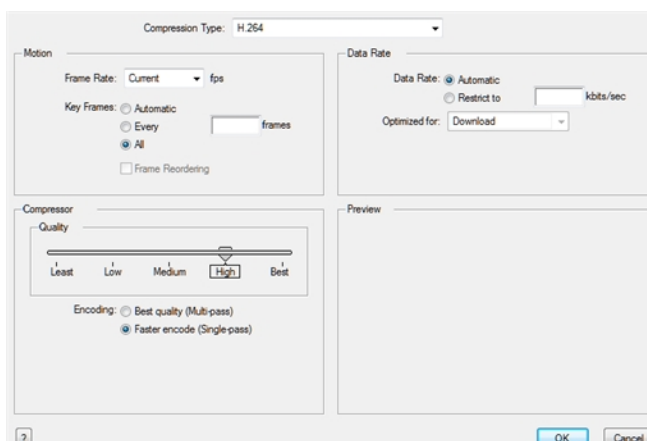 Compression Type: H.264
Motion
Frame Rate: Current fps
Key Frames: Automatic
Every frames
All
Frame Reordering
Data Rate
Data Rate: Automatic
Restrict to kbits/sec
Optimized for: Download
Compressor
Quality
Least Low Medium High Best
Encoding: Best quality (Multi-pass)
Faster encode (Single-pass)
Preview
?
OK Cancel